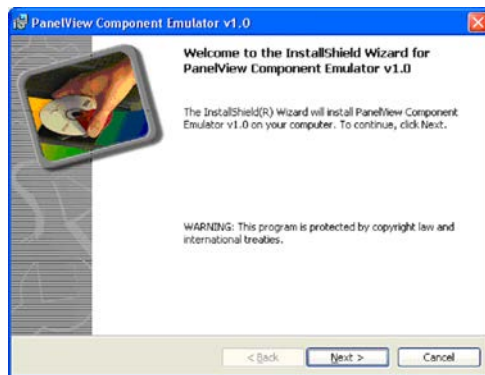 PanelView Component Emulator v1.0
Welcome to the InstallShield Wizard for
PanelView Component Emulator v1.0
The InstallShield(R) Wizard will install PanelView Component
Emulator v1.0 on your computer. To continue, click Next.
WARNING: This program is protected by copyright law and
international treaties.
< Back
Next >
Cancel